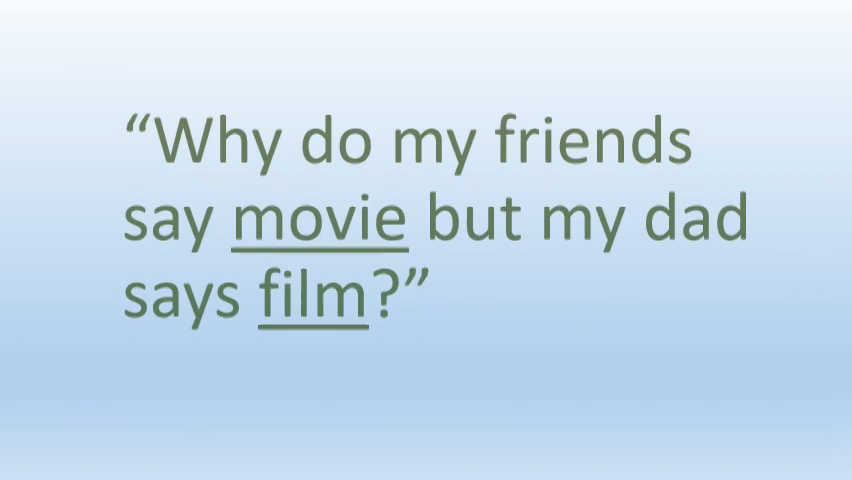 “Why do my friends
say movie but my dad
says film?”